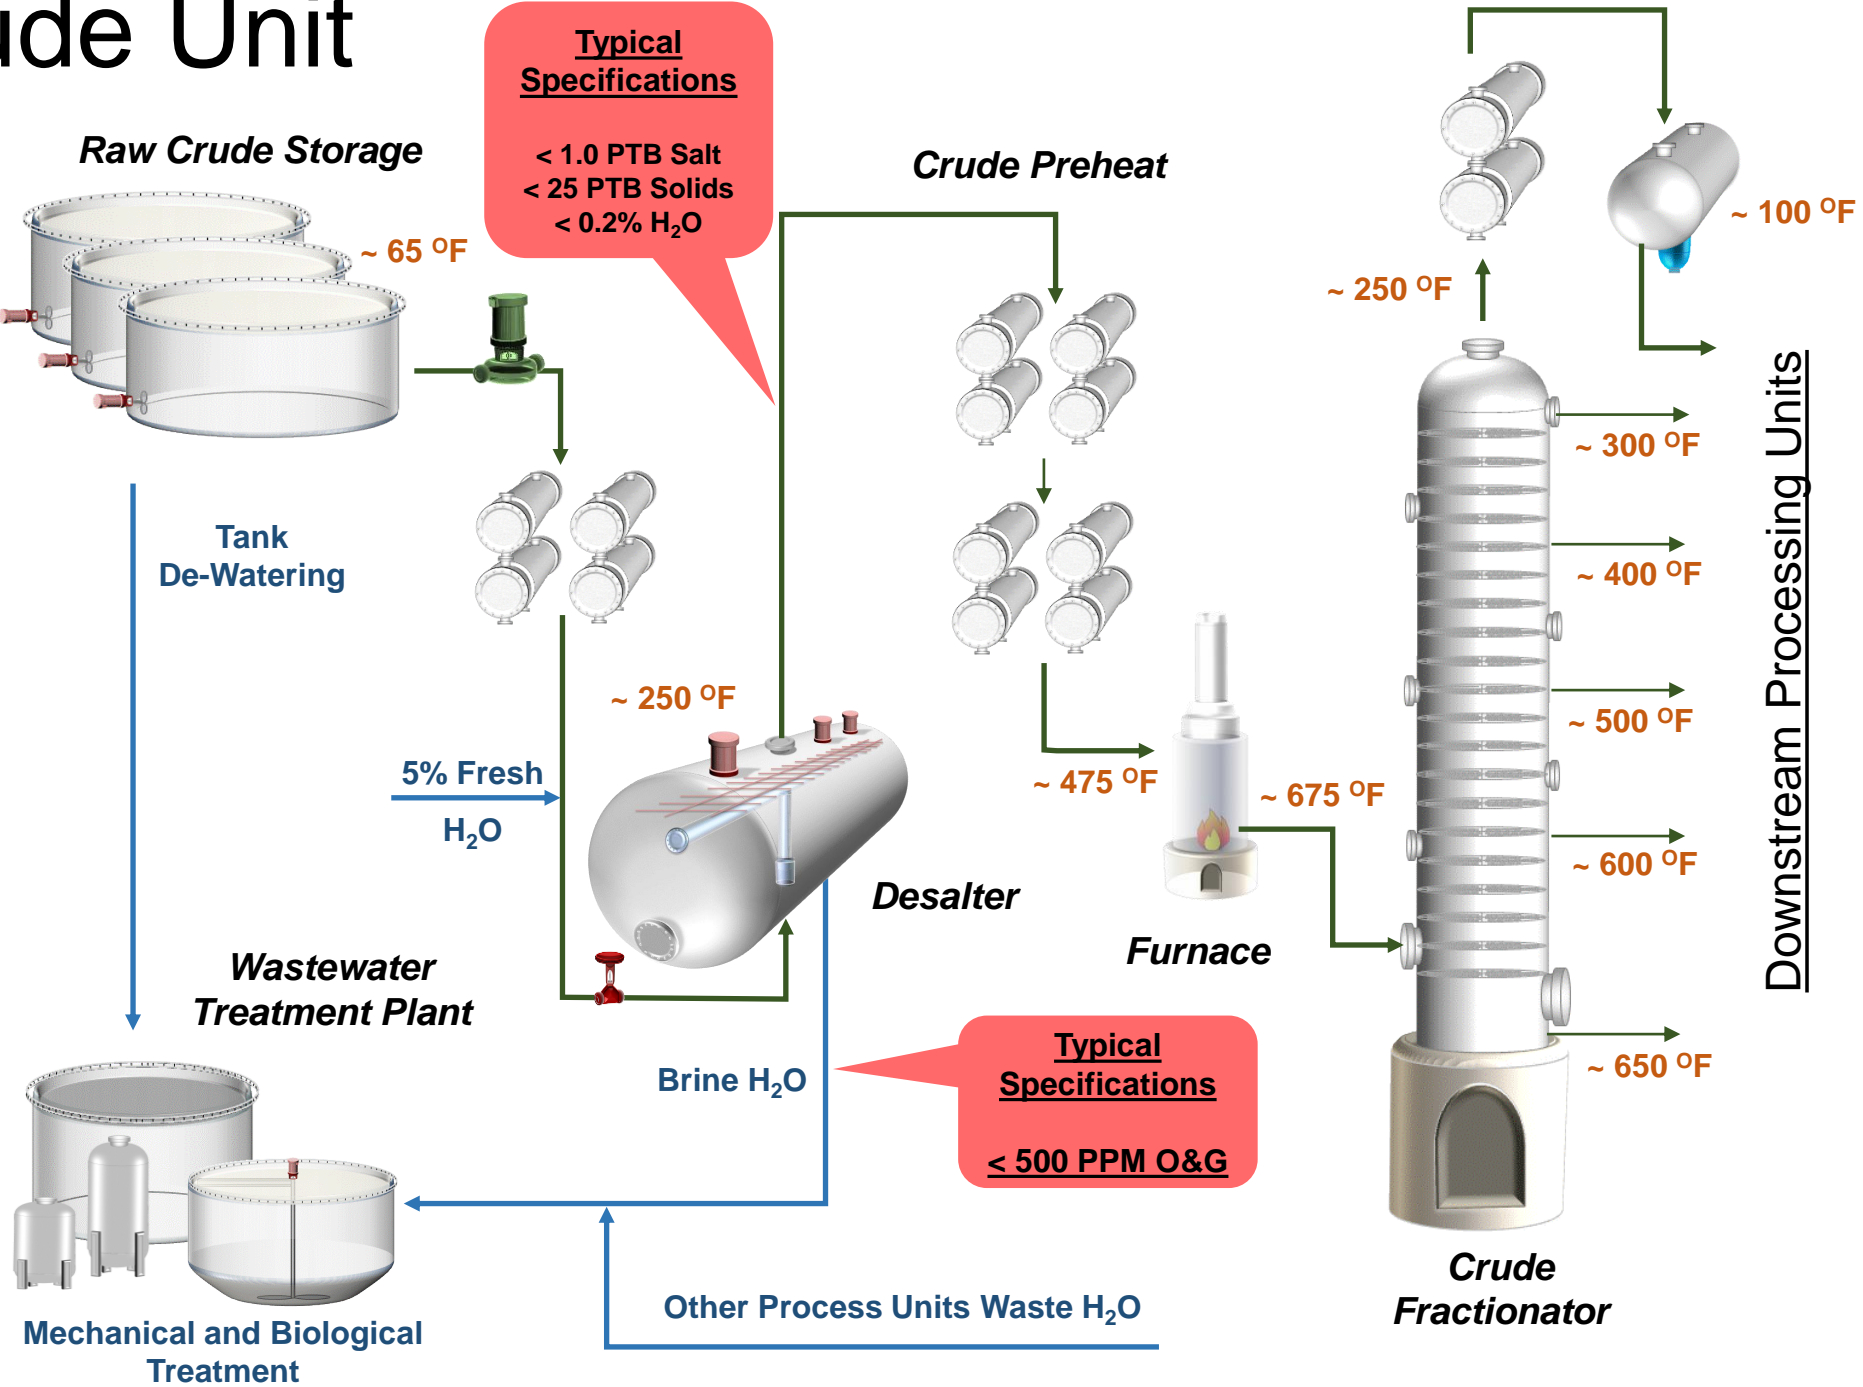 ude Unit
Typical
Specifications
< 1.0 PTB Salt
< 25 PTB Solids
< 0.2% H₂O
Raw Crude Storage
~ 65 ᴼF
Crude Preheat
~ 100 ᴼF
~ 250 ᴼF
~ 300 ᴼF
~ 400 ᴼF
~ 500 ᴼF
~ 600 ᴼF
~ 650 ᴼF
Downstream Processing Units
Tank
De-Watering
~ 250 ᴼF
5% Fresh
H₂O
Desalter
~ 475 ᴼF
~ 675 ᴼF
Furnace
Wastewater
Treatment Plant
Brine H₂O
Typical
Specifications
< 500 PPM O&G
Other Process Units Waste H₂O
Mechanical and Biological
Treatment
Crude
Fractionator